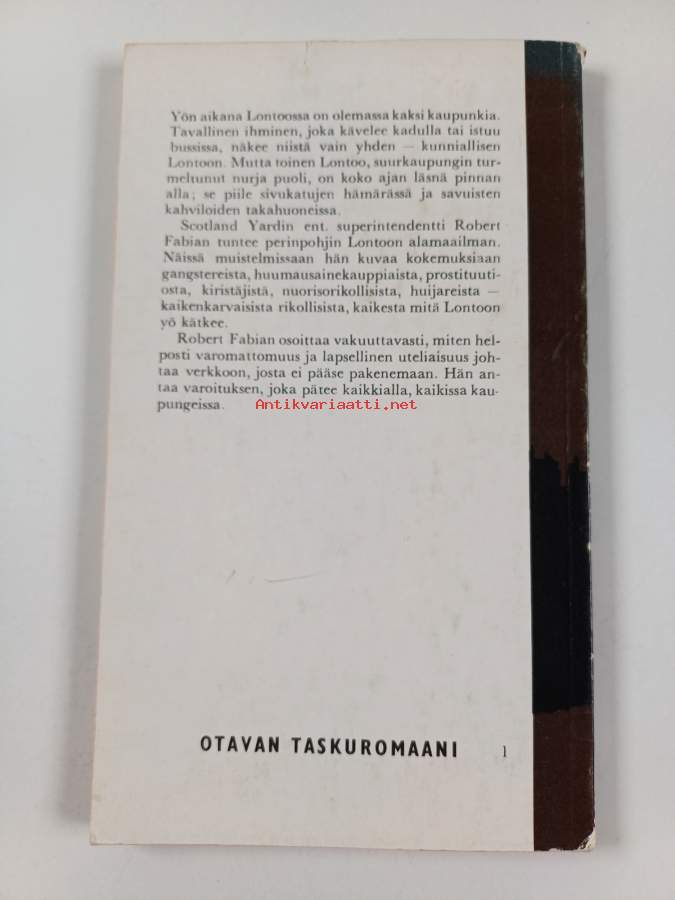 Yön aikana Lontoossa on olemassa kaksi kaupunkia.
Tavallinen ihminen, joka kävelee kadulla tai istuu
bussissa, näkee niistä vain yhden — kunniallisen
Lontoon. Mutta toinen Lontoo, suurkaupungin tur-
meltunut nurja puoli, on koko ajan läsnä pinnan
alla; se piile sivukatujen hämärässä ja savuisten
kahviloiden takahuoneissa.
Scotland Yardin ent. superintendentti Robert
Fabian tuntee perinpohjin Lontoon alamaailman.
Näissä muistelmissaan hän kuvaa kokemuksiaan
gangstereista, huumausainekauppiaista, prostituuti-
osta, kiristäjistä, nuorisorikollisista, huijareista —
kaikenkarvaisista rikollisista, kaikesta mitä Lontoon
yö kätkee.
Robert Fabian osoittaa vakuuttavasti, miten hel-
posti varomattomuus ja lapsellinen uteliaisuus joh-
taa verkkoon, josta ei pääse pakenemaan. Hän an-
taa varoituksen, joka pätee kaikkialla, kaikissa kau-
pungeissa.
Antikvariaatti.net
OTAVAN TASKUROMAANI 1